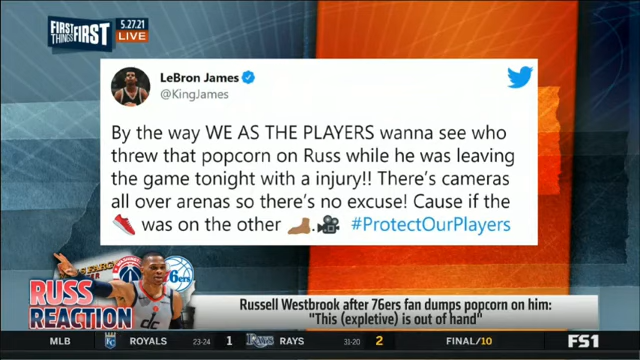 FIRST THINGS FIRST
5.27.21
LIVE
LeBron James
@KingJames
By the way WE AS THE PLAYERS wanna see who
threw that popcorn on Russ while he was leaving
the game tonight with a injury!! There's cameras
all over arenas so there's no excuse! Cause if the
👟 was on the other 🦶🏾.🎥 #ProtectOurPlayers
RUSS
REACTION
dc
Russell Westbrook after 76ers fan dumps popcorn on him:
"This (expletive) is out of hand"
MLB ROYALS 23-24 1 RAYS 31-20 2 FINAL/10 FS1